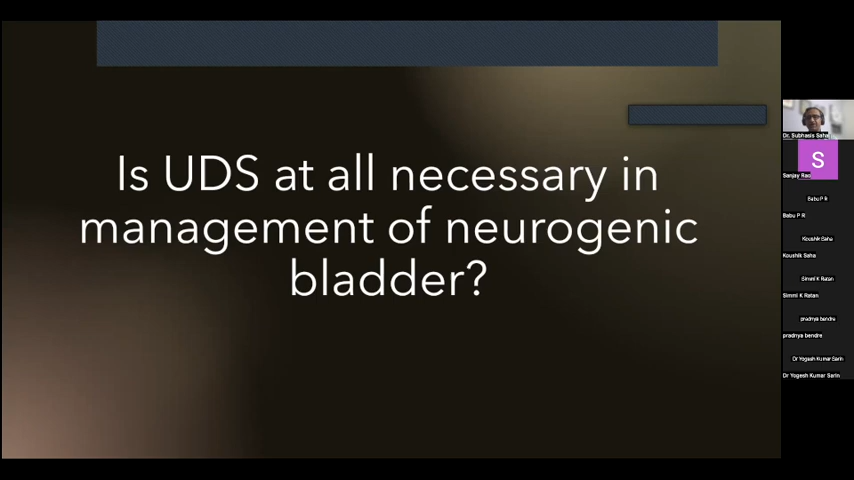 Is UDS at all necessary in
management of neurogenic
bladder?
Dr. Subhasis Saha
S
Sanjay Rao
Babu P R
Babu P R
Koushik Saha
Koushik Saha
Simmi K Ratan
Simmi K Ratan
pradnya bendre
pradnya bendre
Dr Yogesh Kumar Sarin
Dr Yogesh Kumar Sarin